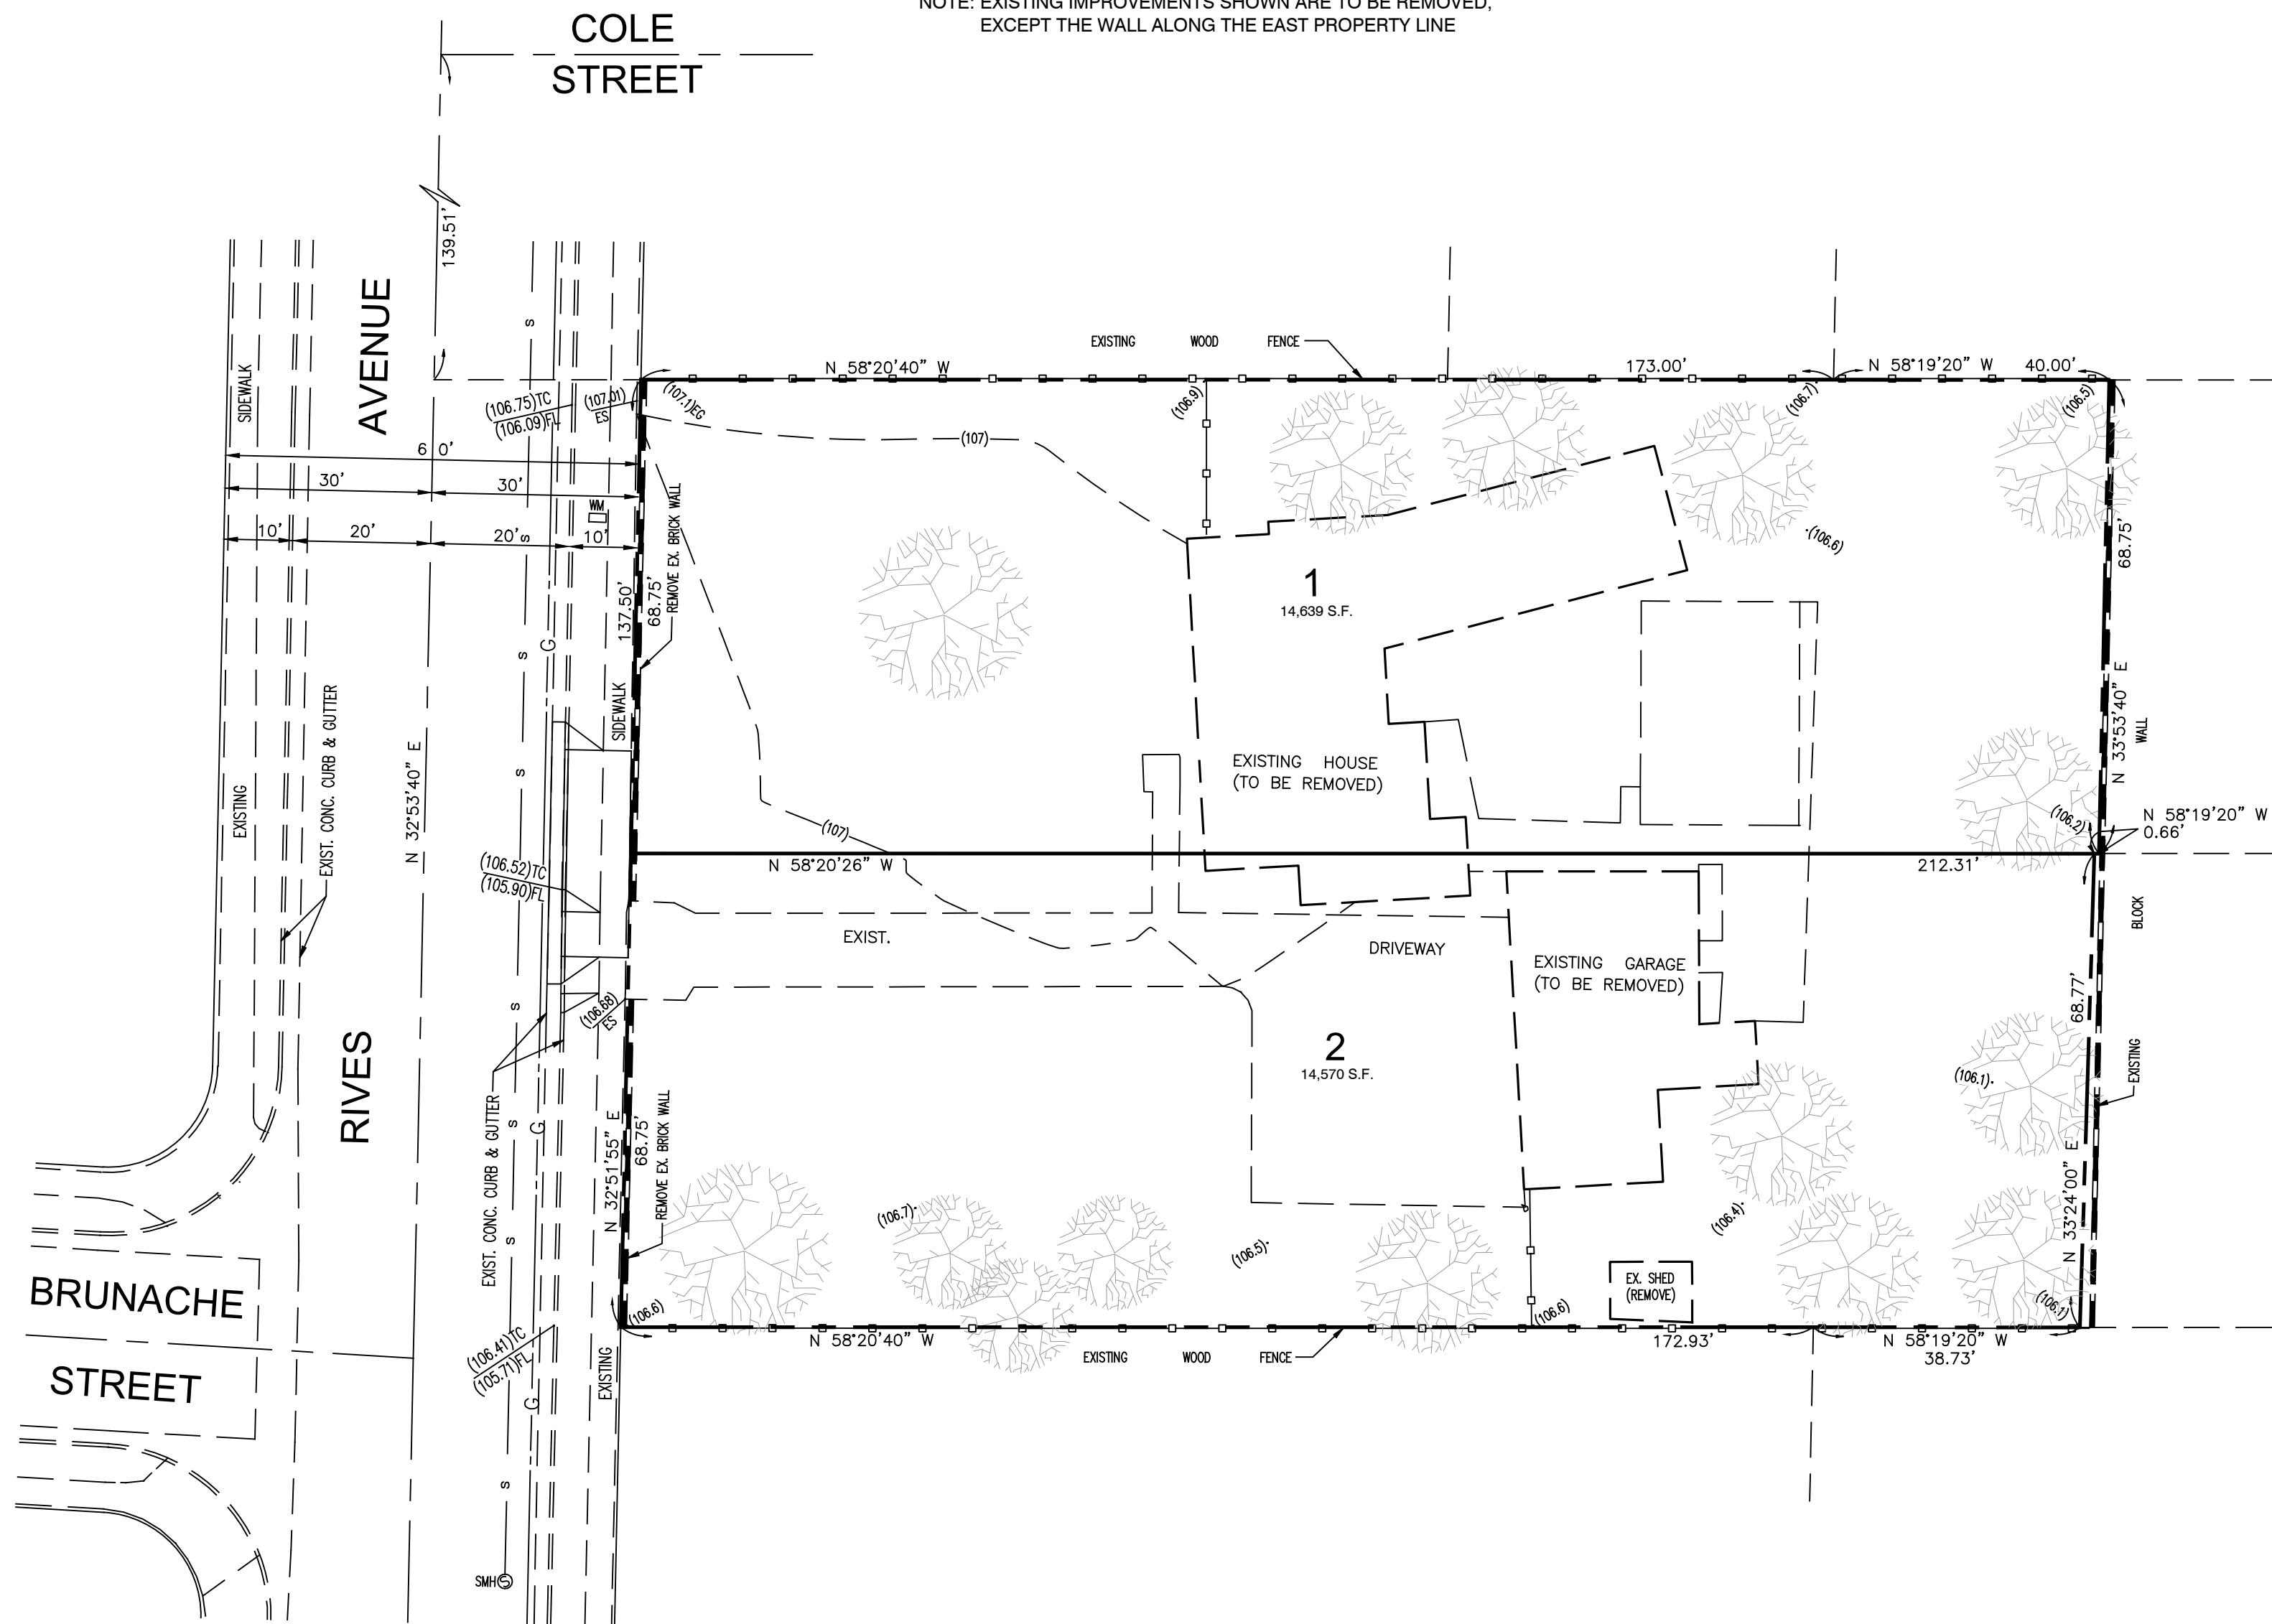 NOTE: EXISTING IMPROVEMENTS SHOWN ARE TO BE REMOVED,
EXCEPT THE WALL ALONG THE EAST PROPERTY LINE
COLE
STREET
139.51'
AVENUE
RIVES
SIDEWALK
EXISTING
EXIST. CONC. CURB & GUTTER
N 32°53'40" E
60'
30'
30'
10'
20'
20'
10'
S
S
S
S
S
S
S
S
S
G
G
G
WM
(106.75)TC
(106.09)FL
(107.01)
ES
(107.1)EG
EXISTING WOOD FENCE
N 58°20'40" W
173.00'
N 58°19'20" W
40.00'
(106.9)
(106.7)
(106.5)
(107)
(106.6)
137.50'
68.75'
REMOVE EX. BRICK WALL
SIDEWALK
1
14,639 S.F.
EXISTING HOUSE
(TO BE REMOVED)
68.75'
N 33°53'40" E
WALL
BLOCK
EXISTING
(106.2)
N 58°19'20" W
0.66'
(107)
N 58°20'26" W
212.31'
(106.52)TC
(105.90)FL
EXIST.
DRIVEWAY
EXISTING GARAGE
(TO BE REMOVED)
(106.68)
ES
2
14,570 S.F.
68.77'
N 33°24'00" E
(106.1)
EXIST. CONC. CURB & GUTTER
N 32°51'55" E
68.75'
REMOVE EX. BRICK WALL
(106.7)
(106.5)
(106.4)
EX. SHED
(REMOVE)
(106.6)
(106.6)
(106.1)
N 58°20'40" W
172.93'
N 58°19'20" W
38.73'
EXISTING WOOD FENCE
EXISTING
(106.41)TC
(105.71)FL
BRUNACHE
STREET
SMH S